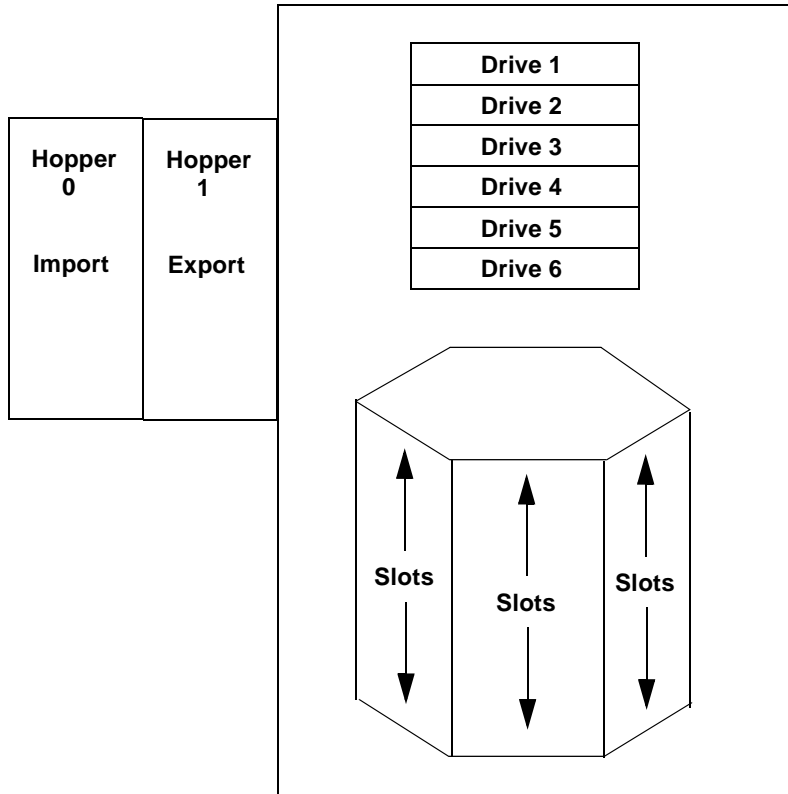 Drive 1
Drive 2
Drive 3
Drive 4
Drive 5
Drive 6
Hopper
0
Import
Hopper
1
Export
Slots
Slots
Slots